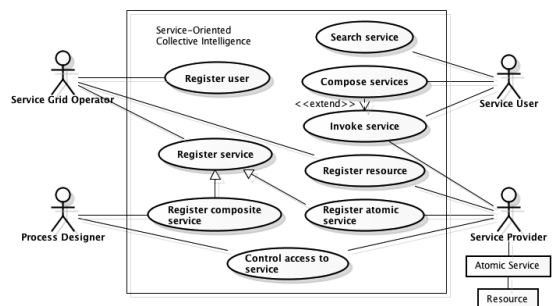 Service-Oriented
Collective Intelligence
Search service
Register user
Compose services
Service Grid Operator
Service User
<<extend>>
Invoke service
Register service
Register resource
Register composite
service
Register atomic
service
Process Designer
Service Provider
Control access to
service
Atomic Service
Resource